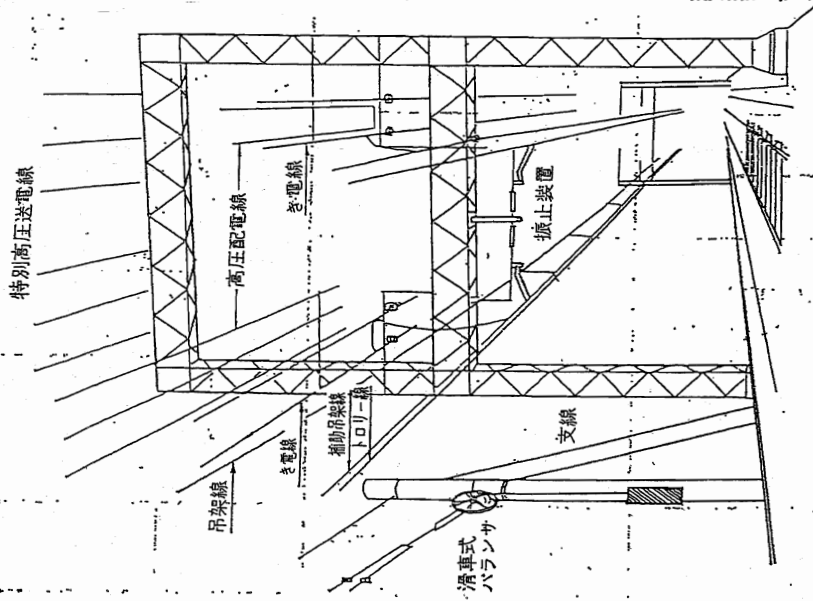 特別高圧送電線
高圧配電線
き電線
振止装置
吊架線
き電線
補助吊架線
トロリー線
支線
滑車式
バランサ